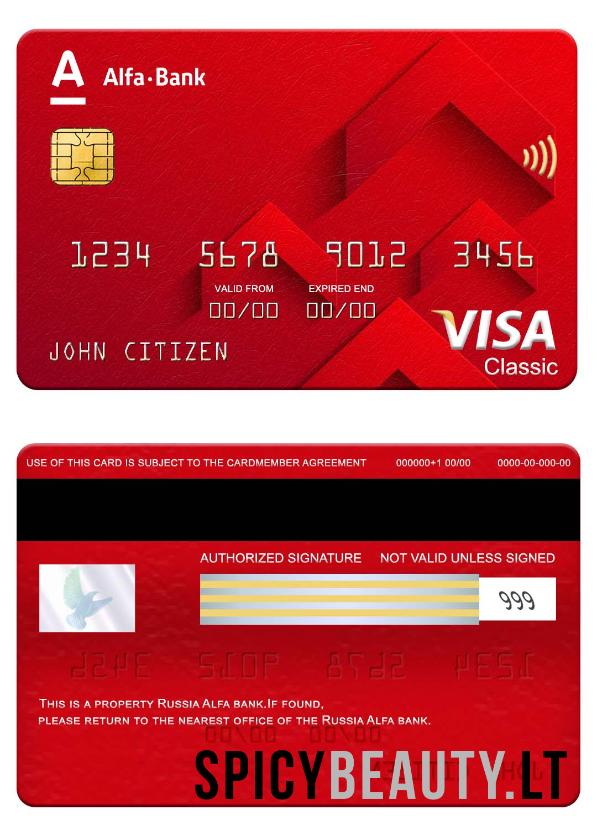 A Alfa·Bank
1234 5678 9012 3456
VALID FROM EXPIRED END
00/00 00/00
JOHN CITIZEN
VISA
Classic
USE OF THIS CARD IS SUBJECT TO THE CARDMEMBER AGREEMENT 000000+1 00/00 0000-00-000-00
AUTHORIZED SIGNATURE NOT VALID UNLESS SIGNED
999
THIS IS A PROPERTY RUSSIA ALFA BANK.IF FOUND,
PLEASE RETURN TO THE NEAREST OFFICE OF THE RUSSIA ALFA BANK.
SPICYBEAUTY.LT